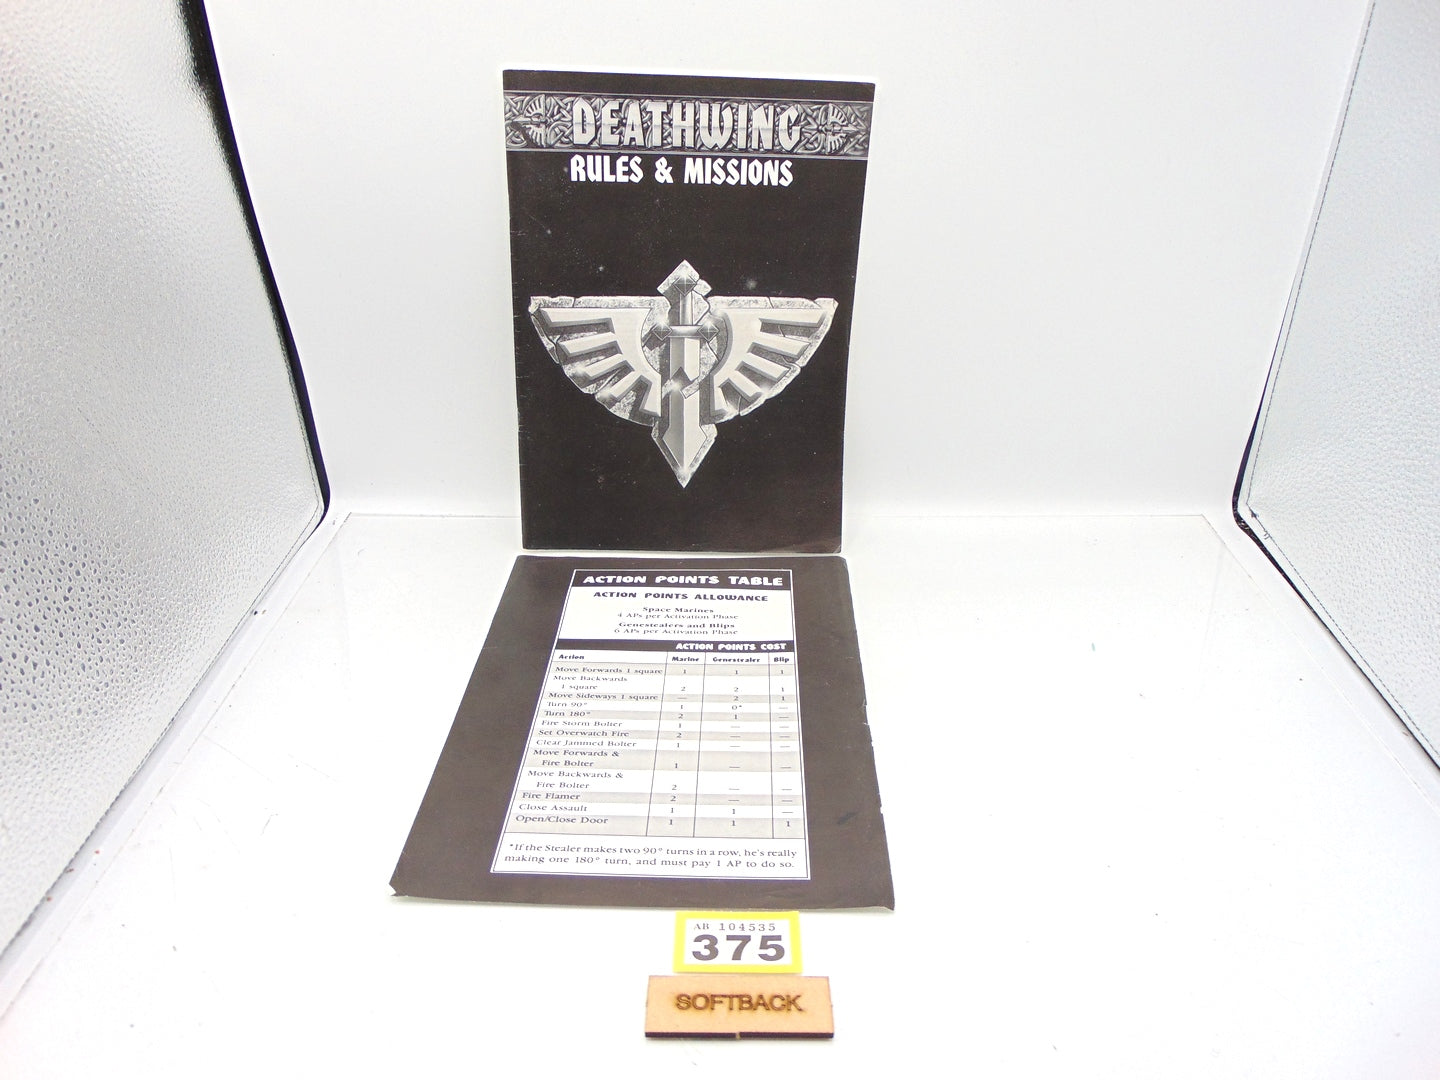 DEATHWING
RULES & MISSIONS
ACTION POINTS TABLE
ACTION POINTS ALLOWANCE
Space Marines
4 APs per Activation Phase
Genestealers and Blips
6 APs per Activation Phase
ACTION POINTS COST
Action Marine Genestealer Blip
Move Forwards 1 square 1 1 1
Move Backwards
1 square 2 2 1
Move Sideways 1 square — 2 1
Turn 90° 1 0* —
Turn 180° 2 1 —
Fire Storm Bolter 1 — —
Set Overwatch Fire 2 — —
Clear Jammed Bolter 1 — —
Move Forwards &
Fire Bolter 1 — —
Move Backwards &
Fire Bolter 2 — —
Fire Flamer 2 — —
Close Assault 1 1 —
Open/Close Door 1 1 1
*If the Stealer makes two 90° turns in a row, he's really
making one 180° turn, and must pay 1 AP to do so.
AB 104535
375
SOFTBACK